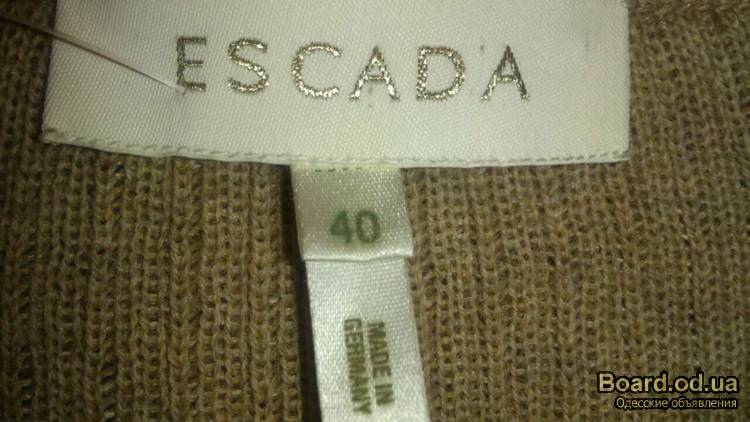 ESCADA
40
MADE IN
GERMANY
Board.od.ua
Одесские объявления